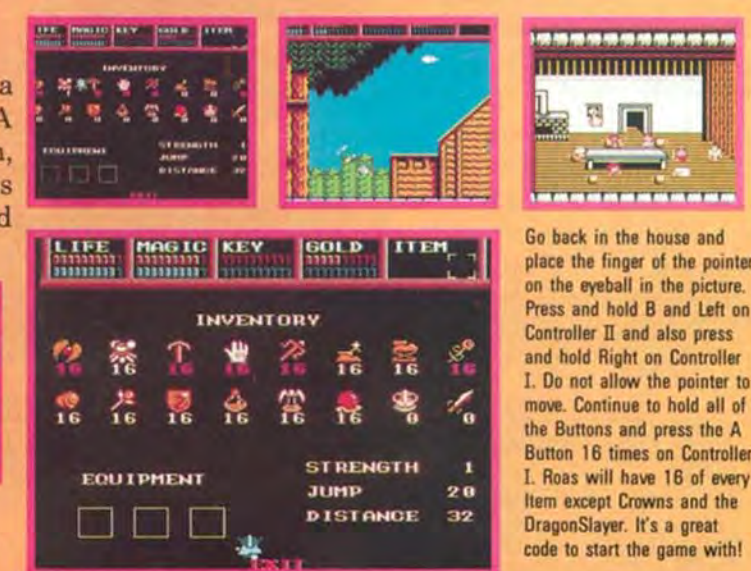 a
A
s
d
LIFE MAGIC KEY GOLD ITEM
INVENTORY
EQUIPMENT
STRENGTH 1
JUMP 20
DISTANCE 32
LIFE MAGIC KEY GOLD ITEM
INVENTORY
16 16 16 16 16 16 16 16
16 16 16 16 16 16 0 0
EQUIPMENT
STRENGTH 1
JUMP 20
DISTANCE 32
EXIT
Go back in the house and
place the finger of the pointer
on the eyeball in the picture.
Press and hold B and Left on
Controller II and also press
and hold Right on Controller
I. Do not allow the pointer to
move. Continue to hold all of
the Buttons and press the A
Button 16 times on Controller
I. Roas will have 16 of every
Item except Crowns and the
DragonSlayer. It's a great
code to start the game with!